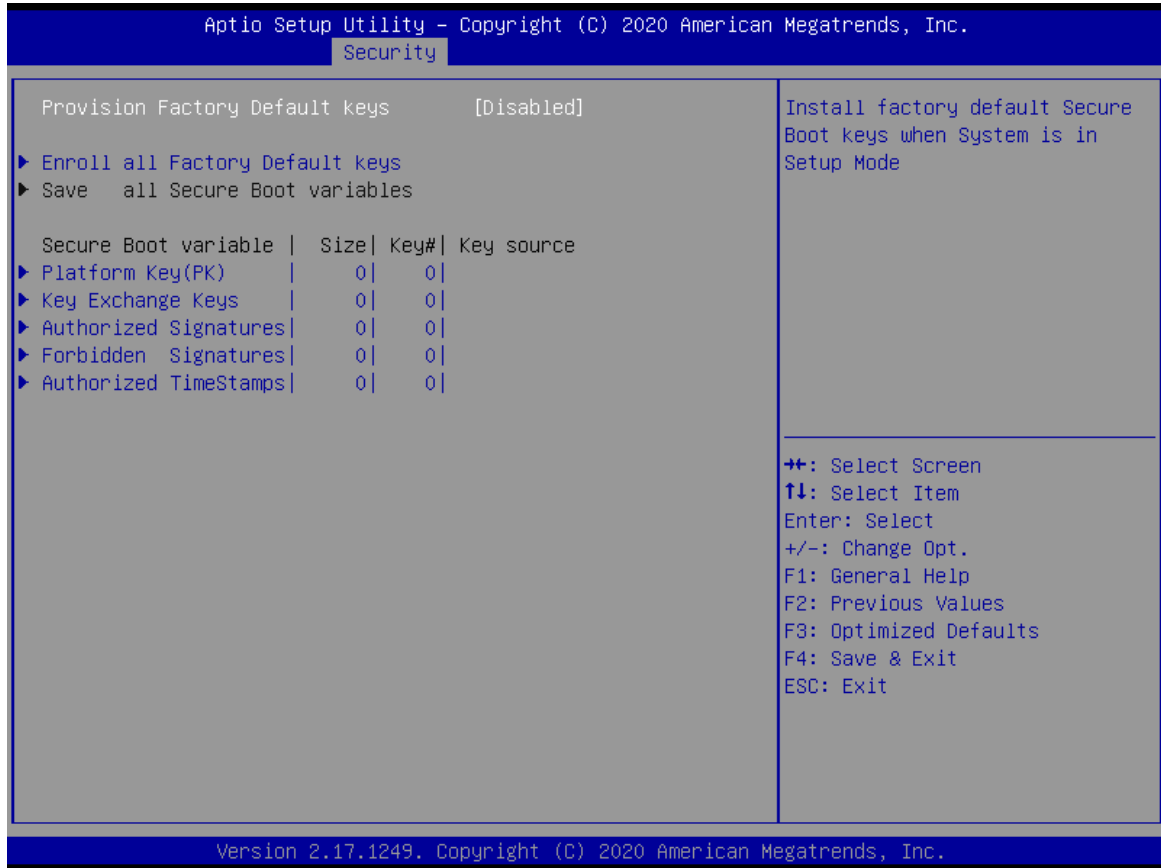 Aptio Setup Utility – Copyright (C) 2020 American Megatrends, Inc.
Security
Provision Factory Default keys [Disabled]
▶ Enroll all Factory Default keys
▶ Save all Secure Boot variables
Secure Boot variable | Size| Key#| Key source
▶ Platform Key(PK) | 0| 0|
▶ Key Exchange Keys | 0| 0|
▶ Authorized Signatures| 0| 0|
▶ Forbidden Signatures| 0| 0|
▶ Authorized TimeStamps| 0| 0|
Install factory default Secure
Boot keys when System is in
Setup Mode
→←: Select Screen
↑↓: Select Item
Enter: Select
+/-: Change Opt.
F1: General Help
F2: Previous Values
F3: Optimized Defaults
F4: Save & Exit
ESC: Exit
Version 2.17.1249. Copyright (C) 2020 American Megatrends, Inc.